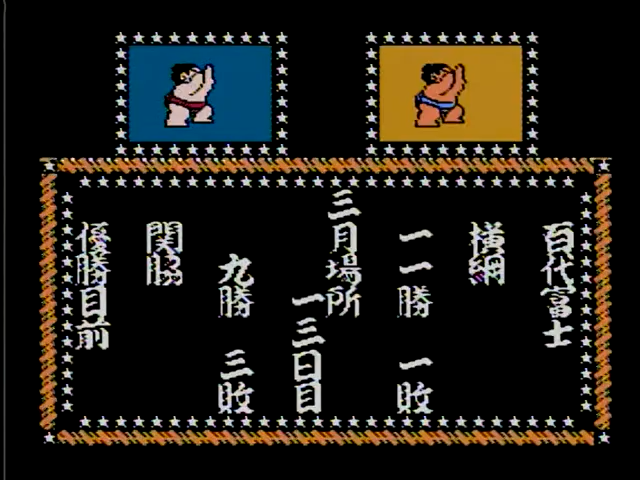 百代富士
横綱
一一勝 一敗
三月場所
一三日目
九勝 三敗
関脇
優勝目前